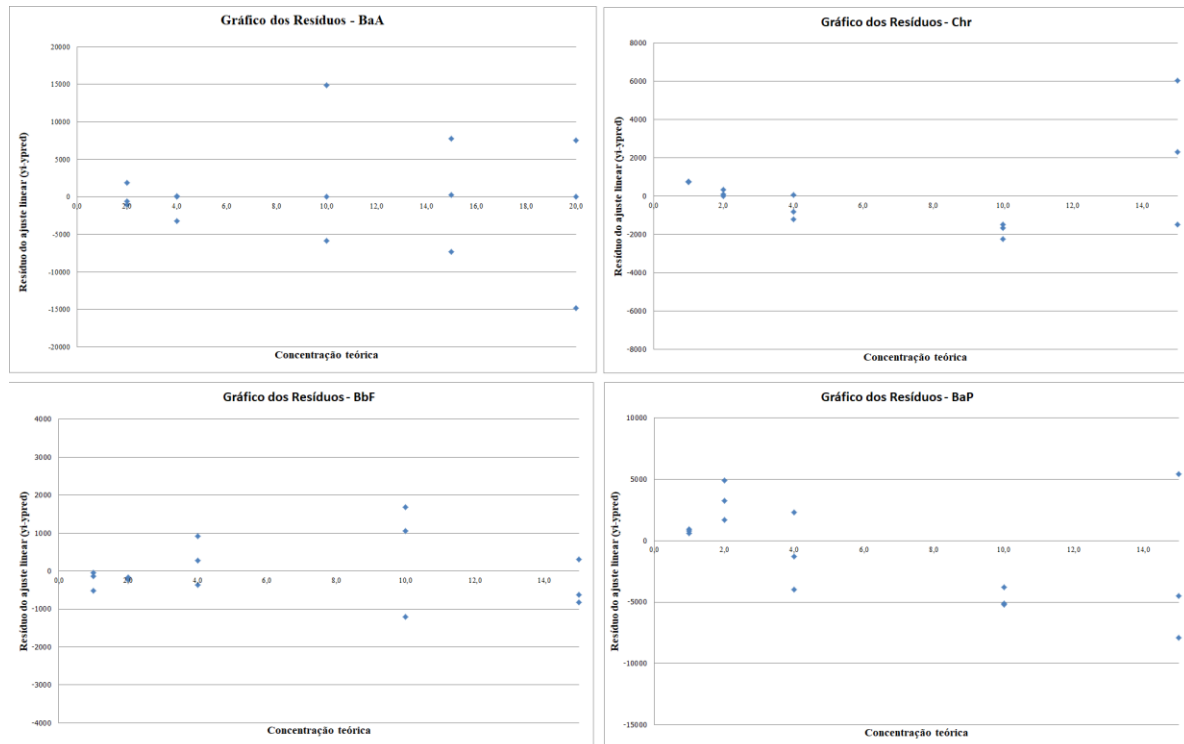 Gráfico dos Resíduos - BaA
Resíduo do ajuste linear (yi-ypred)
20000
15000
10000
5000
0
-5000
-10000
-15000
-20000
0,0 2,0 4,0 6,0 8,0 10,0 12,0 14,0 16,0 18,0 20,0
Concentração teórica
Gráfico dos Resíduos - Chr
Resíduo do ajuste linear (yi-ypred)
8000
6000
4000
2000
0
-2000
-4000
-6000
-8000
0,0 2,0 4,0 6,0 8,0 10,0 12,0 14,0
Concentração teórica
Gráfico dos Resíduos - BbF
Resíduo do ajuste linear (yi-ypred)
4000
3000
2000
1000
0
-1000
-2000
-3000
-4000
0,0 2,0 4,0 6,0 8,0 10,0 12,0 14,0
Concentração teórica
Gráfico dos Resíduos - BaP
Resíduo do ajuste linear (yi-ypred)
10000
5000
0
-5000
-10000
-15000
0,0 2,0 4,0 6,0 8,0 10,0 12,0 14,0
Concentração teórica